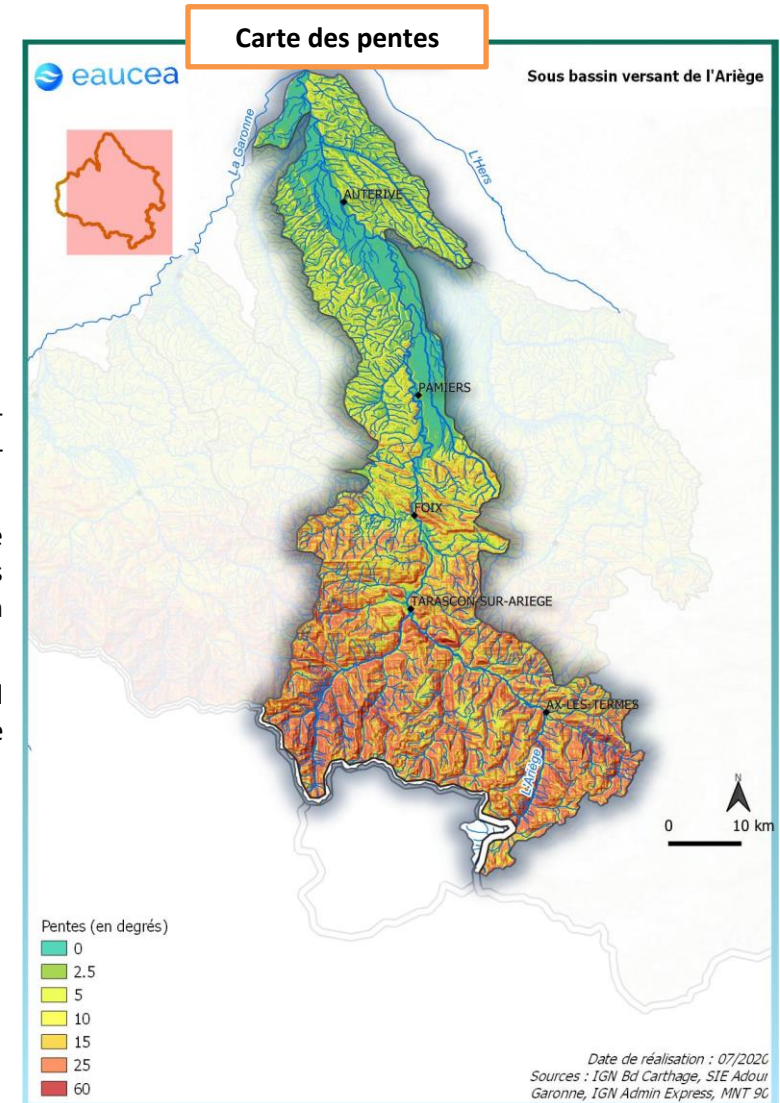 Carte des pentes
eaucea
Sous bassin versant de l'Ariège
La Garonne
L'Hers
AUTERIVE
PAMIERS
FOIX
TARASCON-SUR-ARIEGE
AX-LES-TERMES
L'Ariège
N
0 10 km
Pentes (en degrés)
0
2.5
5
10
15
25
60
Date de réalisation : 07/2020
Sources : IGN Bd Carthage, SIE Adour
Garonne, IGN Admin Express, MNT 90